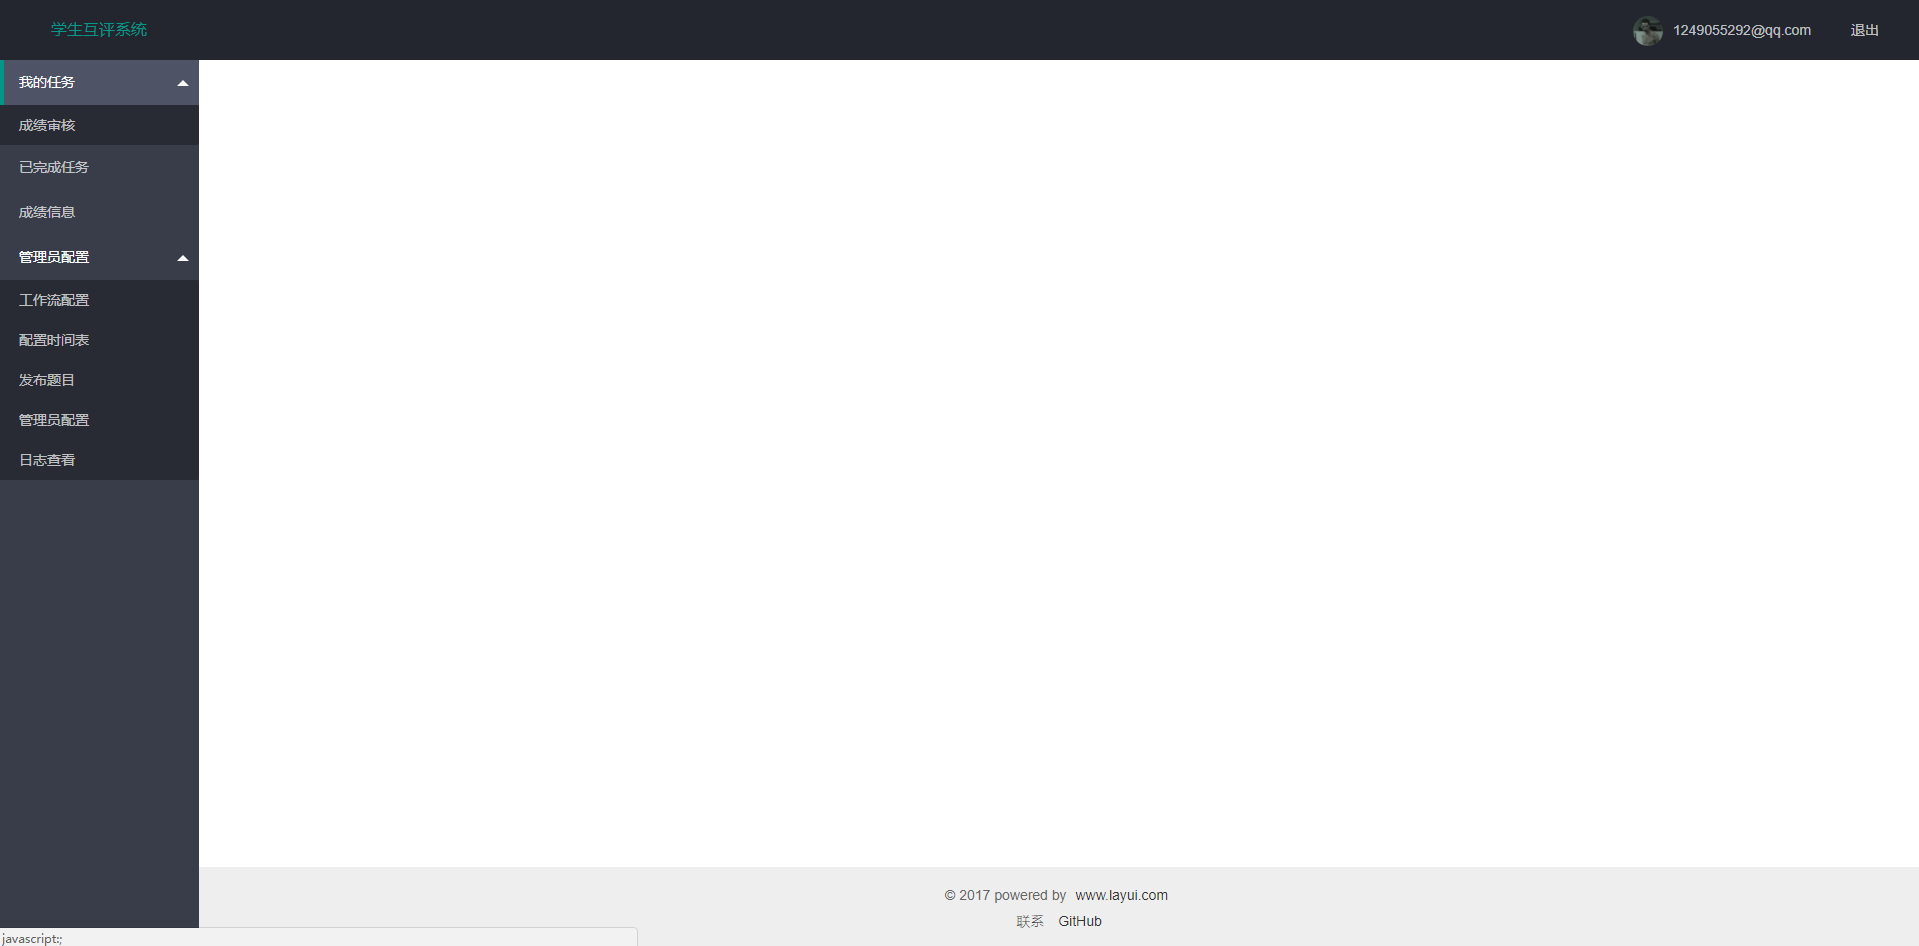 学生互评系统
1249055292@qq.com 退出
我的任务
成绩审核
已完成任务
成绩信息
管理员配置
工作流配置
配置时间表
发布题目
管理员配置
日志查看
© 2017 powered by www.layui.com
联系 GitHub
javascript:;